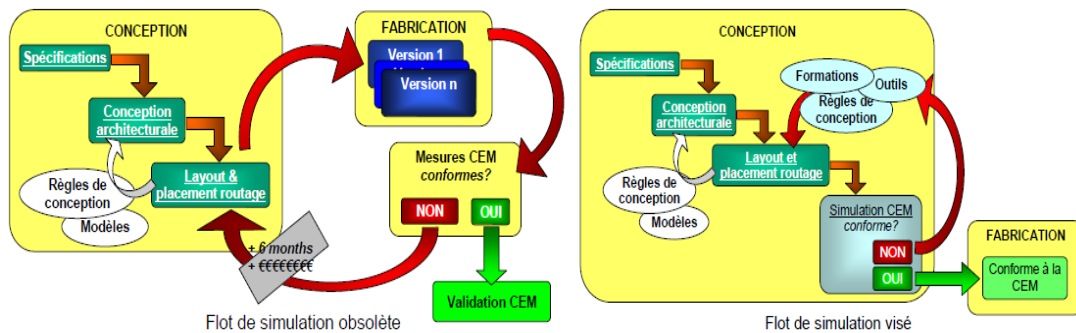 CONCEPTION
Spécifications
Conception
architecturale
Layout &
placement routage
Règles de
conception
Modèles
+ 6 months
+ €€€€€€€€
FABRICATION
Version 1
Version n
Mesures CEM
conformes?
NON
OUI
Validation CEM
Flot de simulation obsolète
CONCEPTION
Spécifications
Conception
architecturale
Layout et
placement routage
Règles de
conception
Modèles
Formations
Outils
Règles de
conception
Simulation CEM
conforme?
NON
OUI
FABRICATION
Conforme à la
CEM
Flot de simulation visé